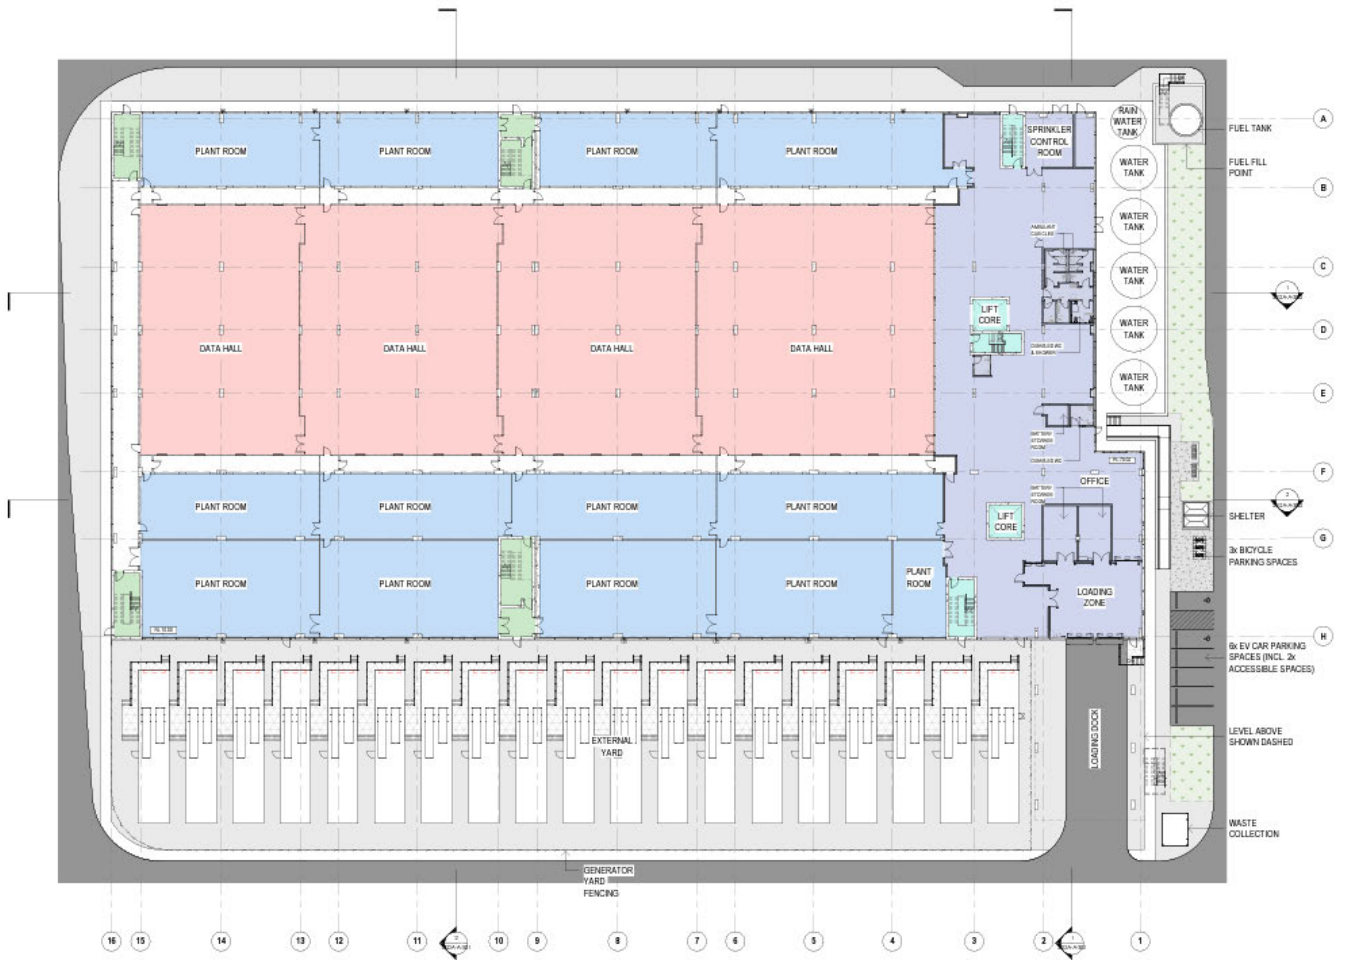 A
RAIN
WATER
TANK
SPRINKLER
CONTROL
ROOM
FUEL TANK
PLANT ROOM
PLANT ROOM
PLANT ROOM
PLANT ROOM
WATER
TANK
FUEL FILL
POINT
B
WATER
TANK
C
WATER
TANK
1
LIFT
CORE
WATER
TANK
D
DATA HALL
DATA HALL
DATA HALL
DATA HALL
WATER
TANK
E
F
OFFICE
PLANT ROOM
PLANT ROOM
PLANT ROOM
PLANT ROOM
LIFT
CORE
2
SHELTER
G
3x BICYCLE
PARKING SPACES
PLANT ROOM
PLANT ROOM
PLANT ROOM
PLANT ROOM
PLANT
ROOM
LOADING
ZONE
H
6x EV CAR PARKING
SPACES (INCL. 2x
ACCESSIBLE SPACES)
EXTERNAL
YARD
LOADING DOCK
LEVEL ABOVE
SHOWN DASHED
WASTE
COLLECTION
GENERATOR
YARD
FENCING
16 15 14 13 12 11 2 10 9 8 7 6 5 4 3 2 1 1